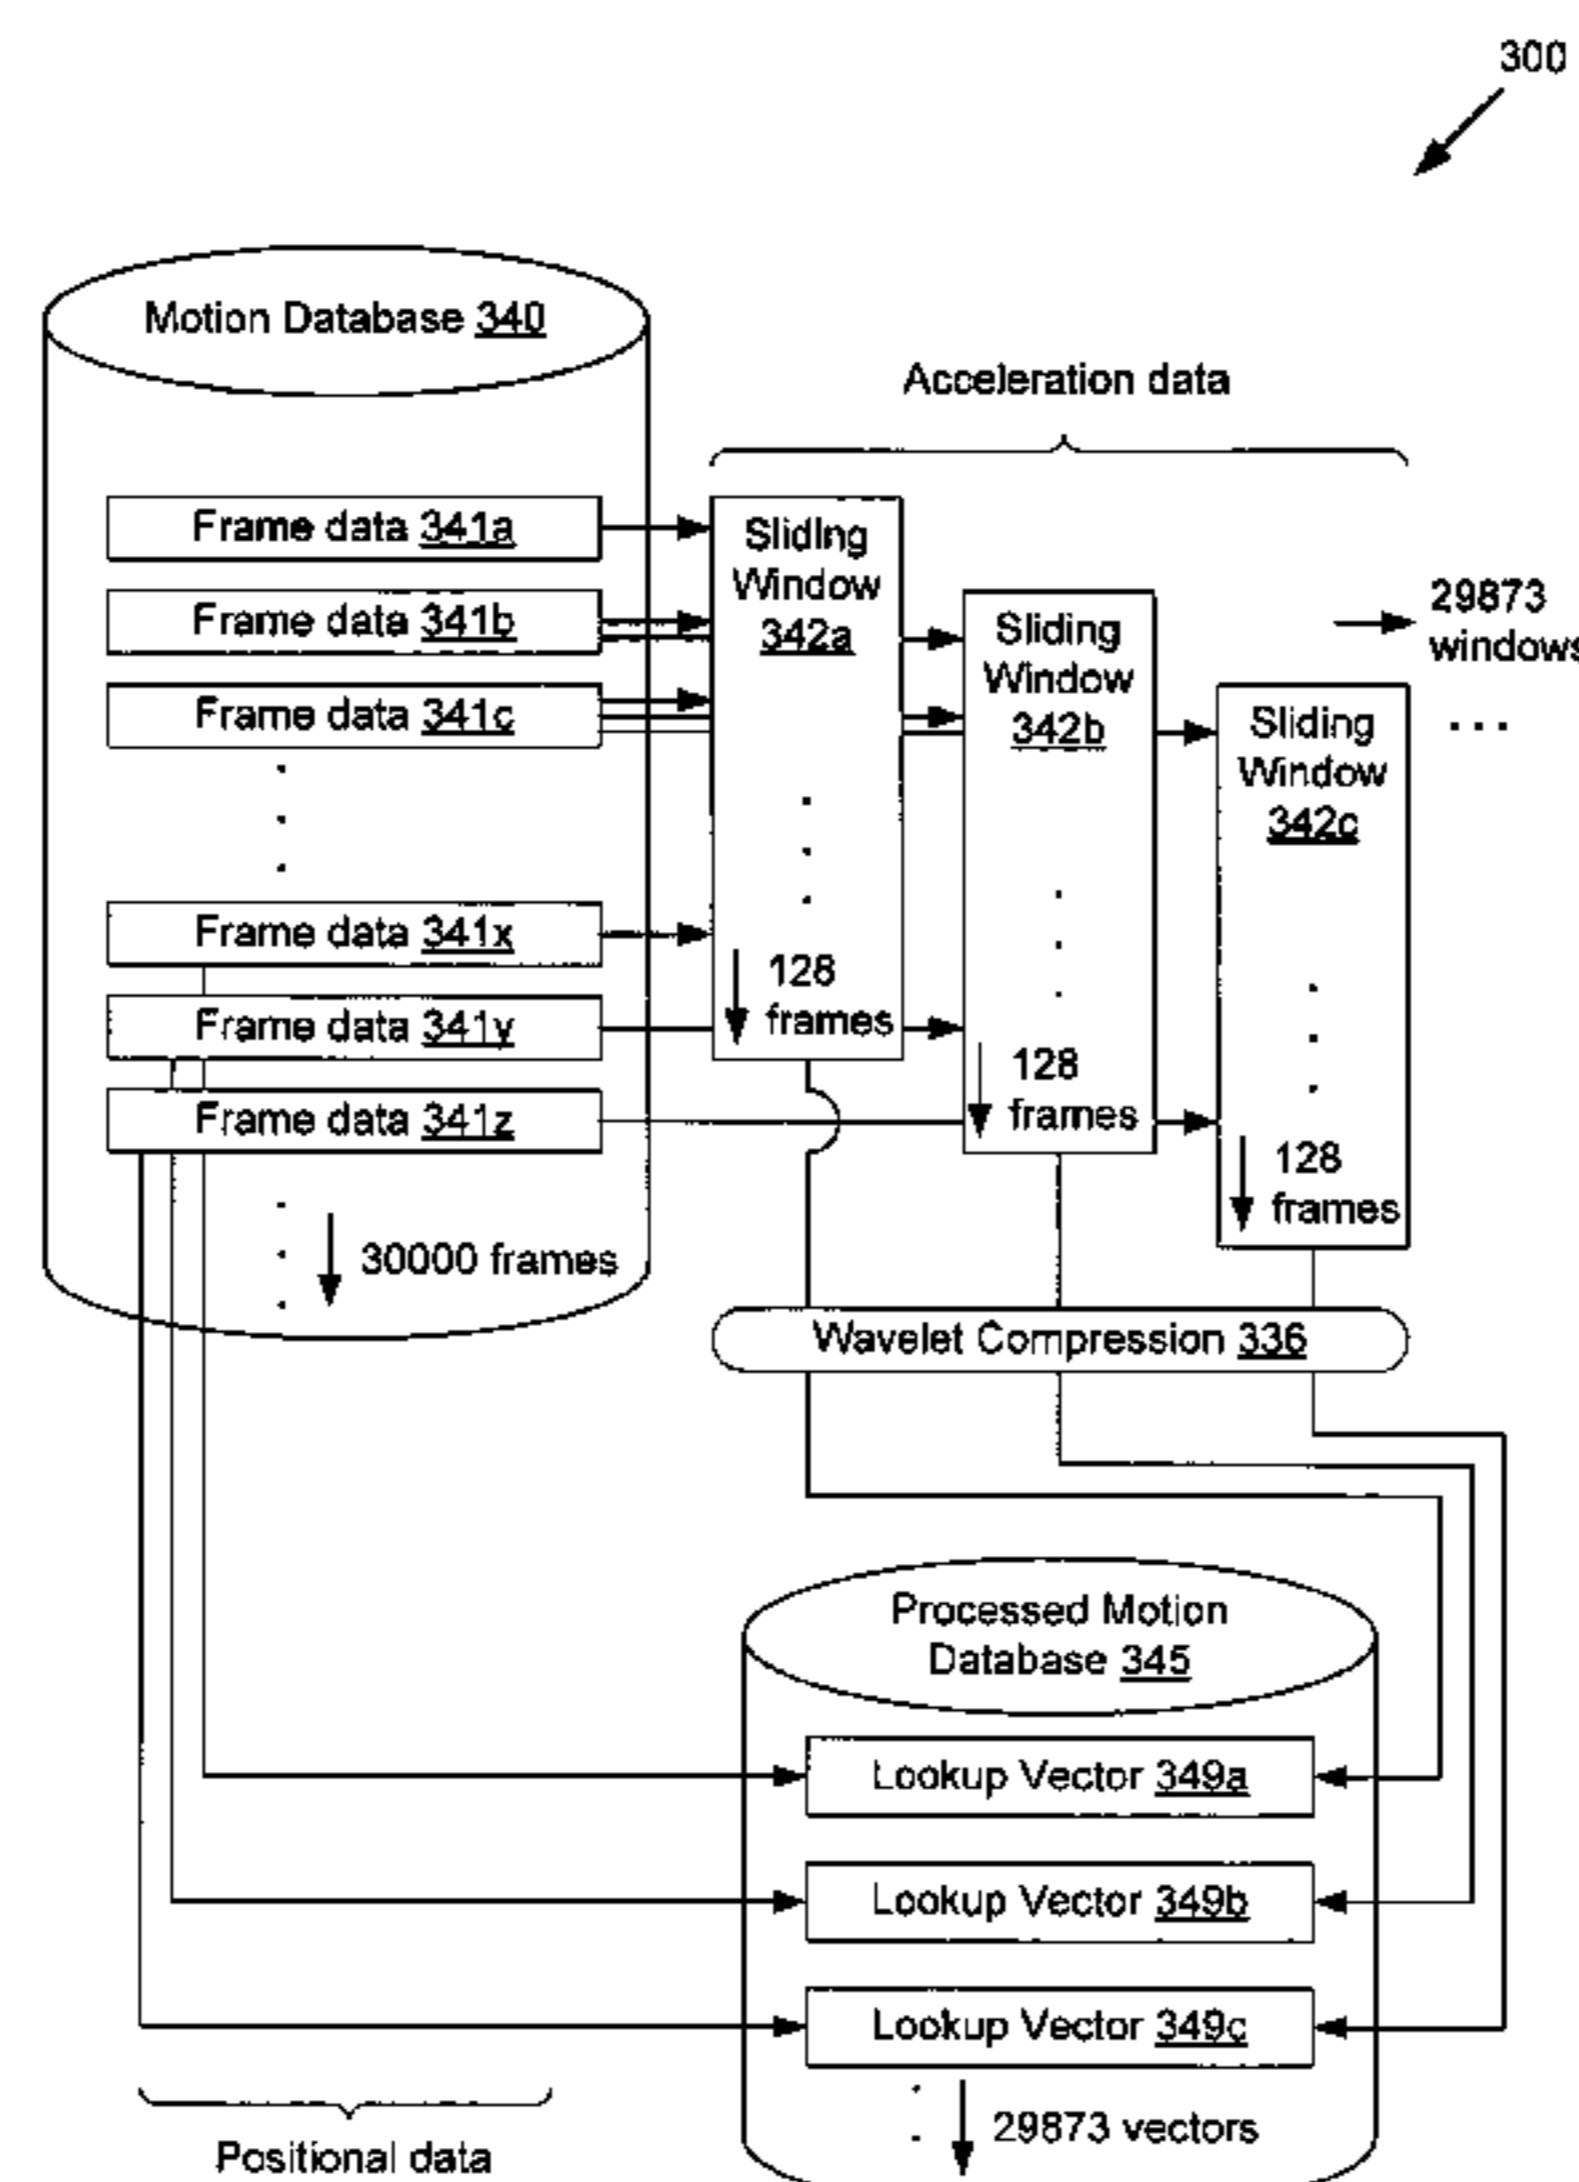 300
Motion Database 340
Acceleration data
Frame data 341a
Frame data 341b
Frame data 341c
Frame data 341x
Frame data 341y
Frame data 341z
30000 frames
Sliding
Window
342a
128
frames
Sliding
Window
342b
128
frames
Sliding
Window
342c
128
frames
29873
windows
...
Wavelet Compression 336
Processed Motion
Database 345
Lookup Vector 349a
Lookup Vector 349b
Lookup Vector 349c
29873 vectors
Positional data